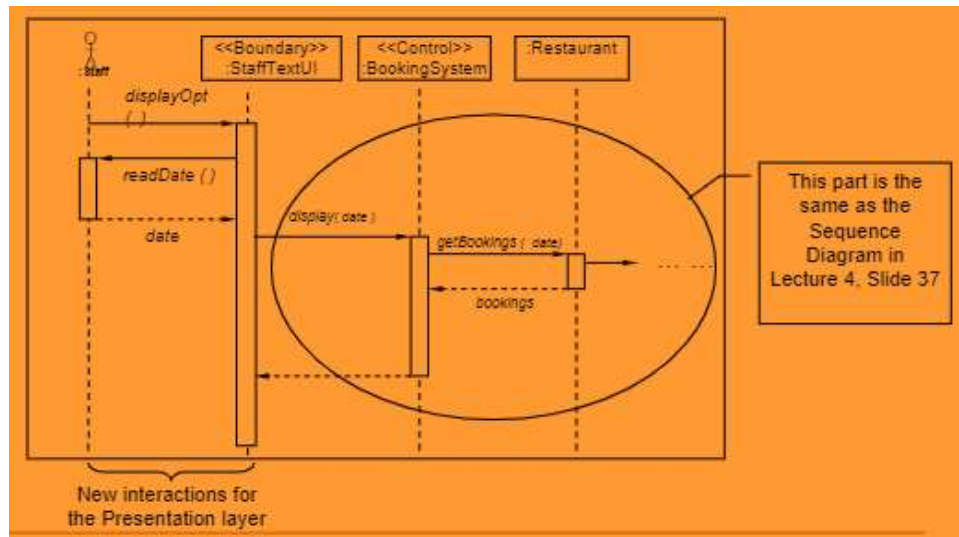 : Staff
<<Boundary>>
:StaffTextUI
<<Control>>
:BookingSystem
:Restaurant
displayOpt
( )
readDate ( )
date
display( date )
getBookings ( date)
... ...
bookings
This part is the
same as the
Sequence
Diagram in
Lecture 4, Slide 37
New interactions for
the Presentation layer